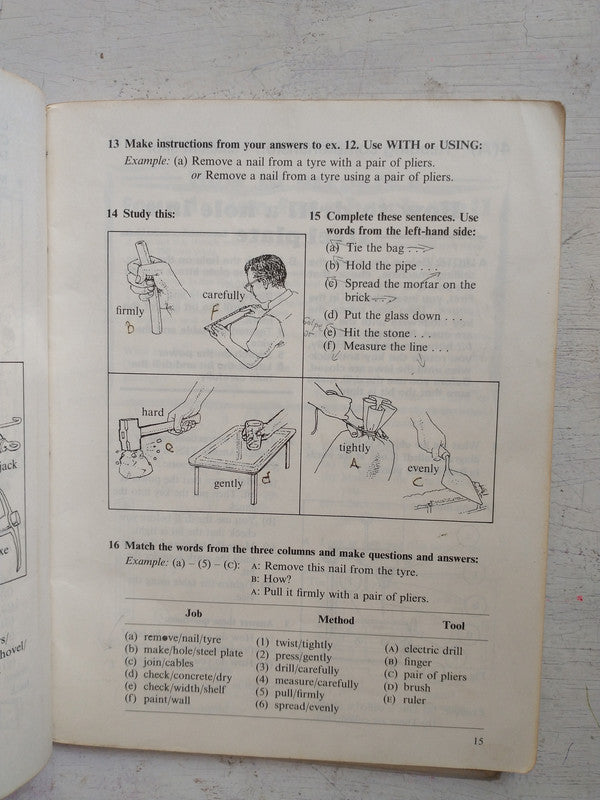 13 Make instructions from your answers to ex. 12. Use WITH or USING:
Example: (a) Remove a nail from a tyre with a pair of pliers.
or Remove a nail from a tyre using a pair of pliers.
14 Study this:
firmly
B
carefully
F
hard
e
gently
d
tightly
A
evenly
C
15 Complete these sentences. Use
words from the left-hand side:
(a) Tie the bag . . .
(b) Hold the pipe . . .
(c) Spread the mortar on the
brick . . .
(d) Put the glass down . . .
(e) Hit the stone . . .
(f) Measure the line . . .
16 Match the words from the three columns and make questions and answers:
Example: (a) – (5) – (C): A: Remove this nail from the tyre.
B: How?
A: Pull it firmly with a pair of pliers.
Job
(a) remove/nail/tyre
(b) make/hole/steel plate
(c) join/cables
(d) check/concrete/dry
(e) check/width/shelf
(f) paint/wall
Method
(1) twist/tightly
(2) press/gently
(3) drill/carefully
(4) measure/carefully
(5) pull/firmly
(6) spread/evenly
Tool
(A) electric drill
(B) finger
(C) pair of pliers
(D) brush
(E) ruler
15
jack